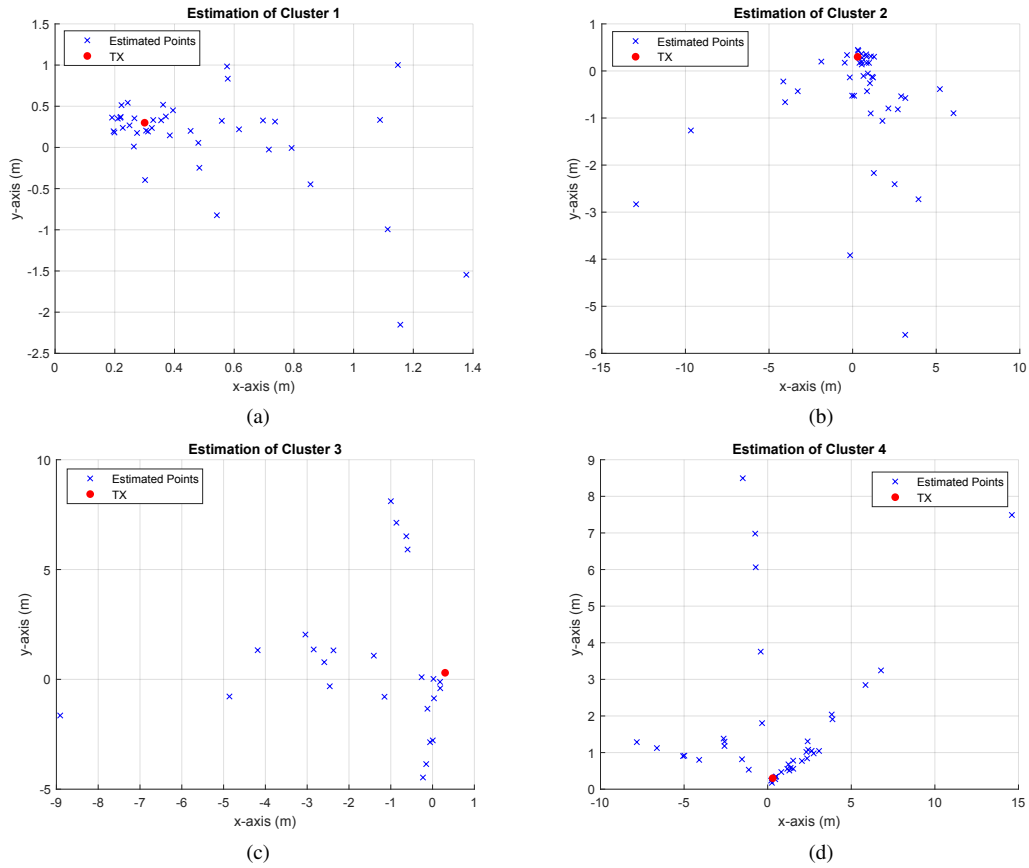 Estimation of Cluster 1
1.5
1
0.5
0
-0.5
-1
-1.5
-2
-2.5
y-axis (m)
Estimated Points
TX
0 0.2 0.4 0.6 0.8 1 1.2 1.4
x-axis (m)
(a)
Estimation of Cluster 2
1
0
-1
-2
-3
-4
-5
-6
y-axis (m)
Estimated Points
TX
-15 -10 -5 0 5 10
x-axis (m)
(b)
Estimation of Cluster 3
10
5
0
-5
y-axis (m)
Estimated Points
TX
-9 -8 -7 -6 -5 -4 -3 -2 -1 0 1
x-axis (m)
(c)
Estimation of Cluster 4
9
8
7
6
5
4
3
2
1
0
y-axis (m)
Estimated Points
TX
-10 -5 0 5 10 15
x-axis (m)
(d)